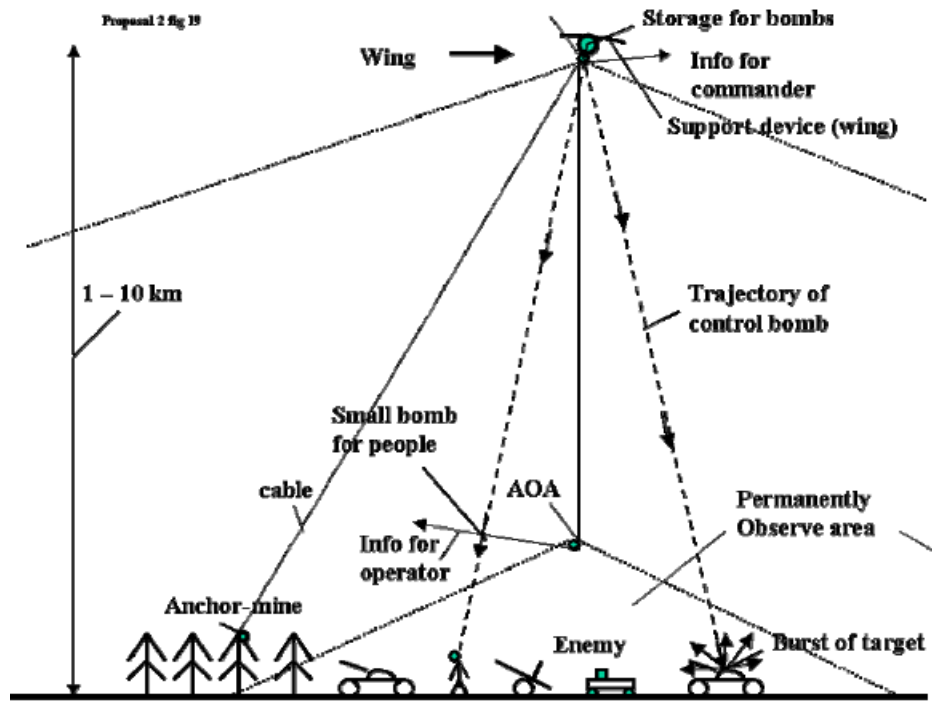 Proposal 2 fig 19
Storage for bombs
Wing
Info for
commander
Support device (wing)
1 – 10 km
Trajectory of
control bomb
Small bomb
for people
cable
AOA
Permanently
Observe area
Info for
operator
Anchor-mine
Enemy
Burst of target